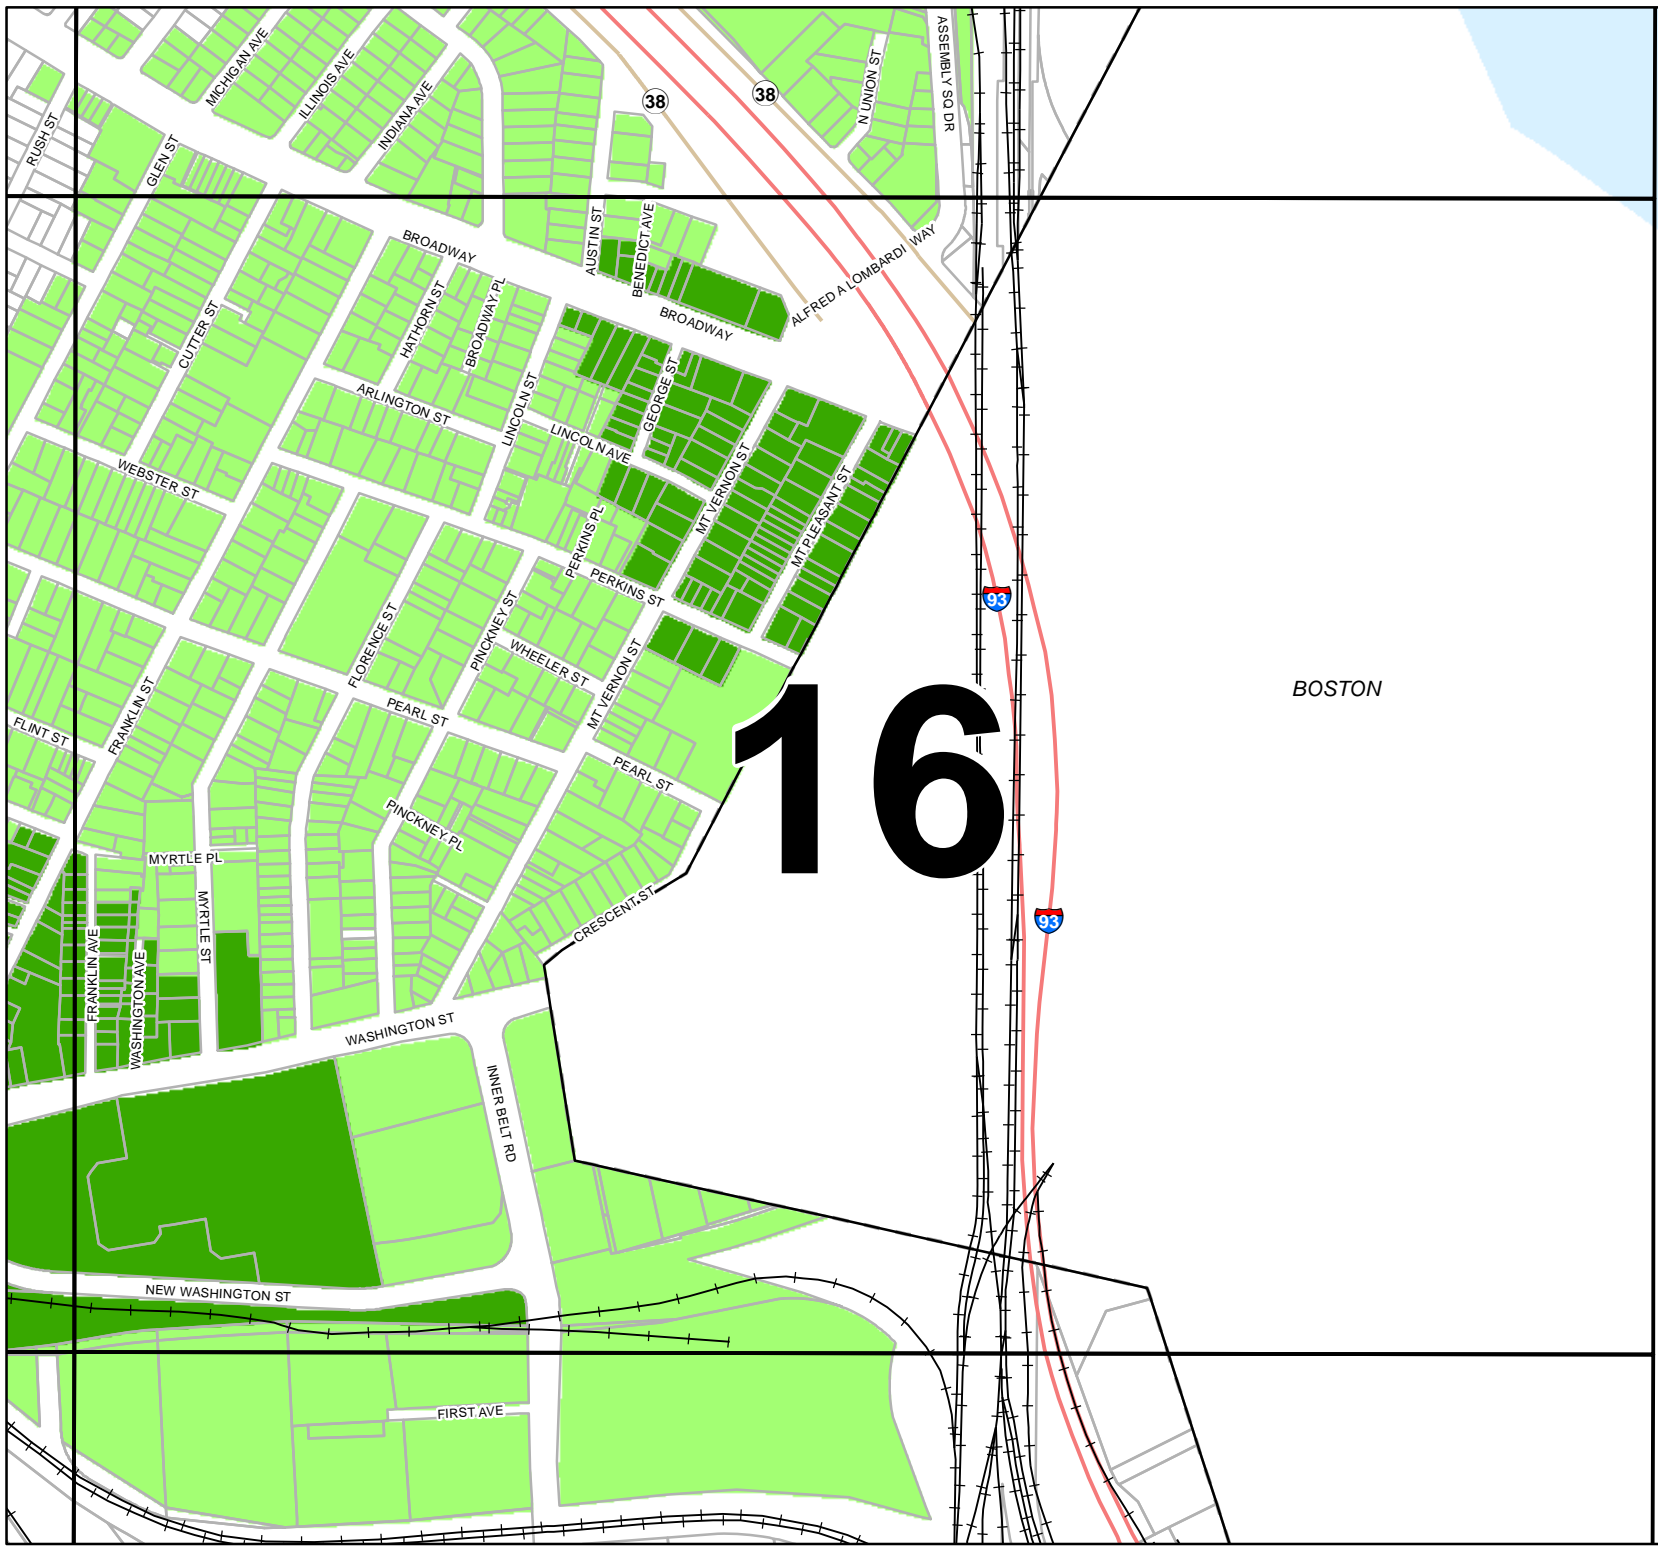 MICHIGAN AVE
ILLINOIS AVE
INDIANA AVE
38
38
N UNION ST
ASSEMBLY SQ DR
RUSH ST
GLEN ST
BROADWAY
AUSTIN ST
BENEDICT AVE
ALFRED A LOMBARDI WAY
CUTTER ST
HATHORN ST
BROADWAY PL
BROADWAY
ARLINGTON ST
LINCOLN ST
GEORGE ST
LINCOLN AVE
WEBSTER ST
MT VERNON ST
MT PLEASANT ST
PERKINS PL
PERKINS ST
93
FLORENCE ST
PINCKNEY ST
WHEELER ST
MT VERNON ST
BOSTON
FRANKLIN ST
FLINT ST
PEARL ST
PEARL ST
16
PINCKNEY PL
MYRTLE PL
MYRTLE ST
CRESCENT ST
93
FRANKLIN AVE
WASHINGTON AVE
WASHINGTON ST
INNER BELT RD
NEW WASHINGTON ST
FIRST AVE